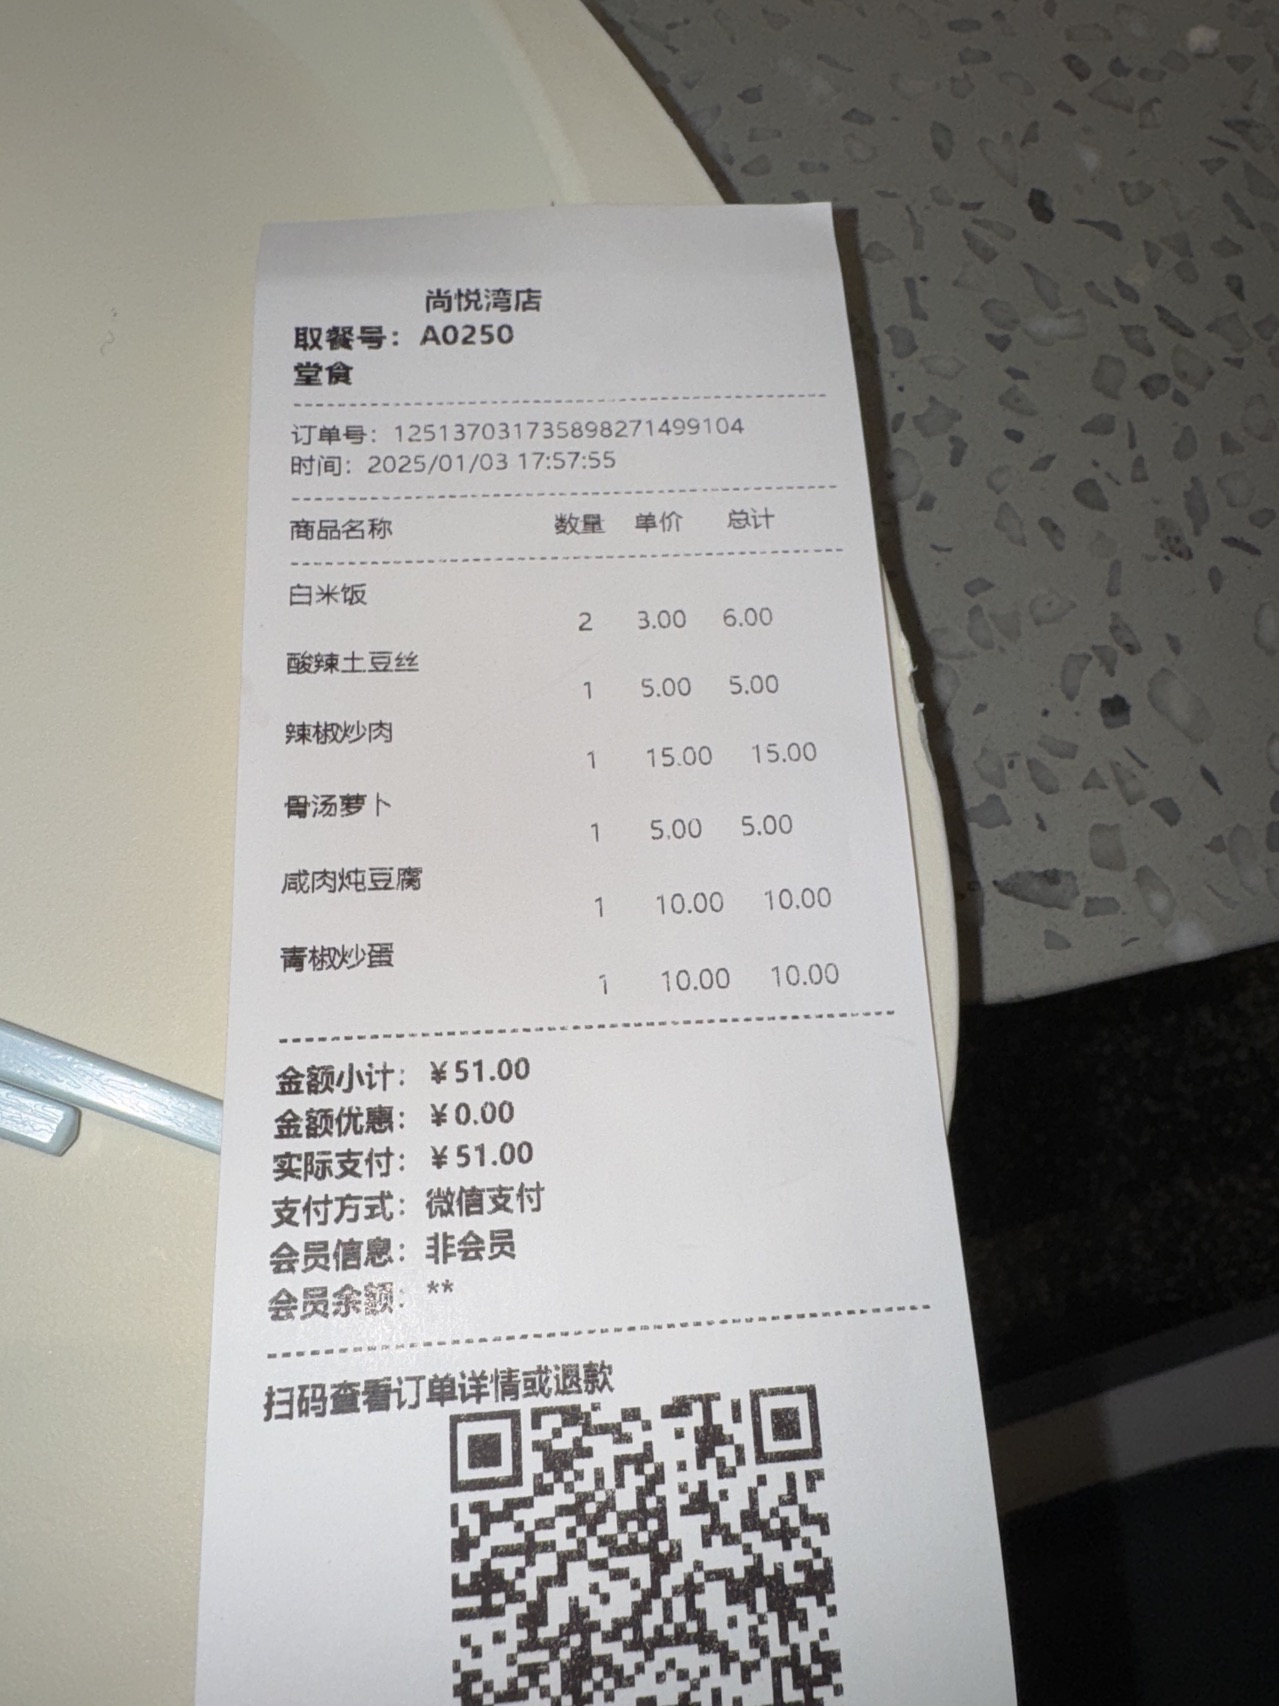 尚悦湾店
取餐号：A0250
堂食
订单号：1251370317358982714 99104
时间：2025/01/03 17:57:55
商品名称 数量 单价 总计
白米饭
2 3.00 6.00
酸辣土豆丝
1 5.00 5.00
辣椒炒肉
1 15.00 15.00
骨汤萝卜
1 5.00 5.00
咸肉炖豆腐
1 10.00 10.00
青椒炒蛋
1 10.00 10.00
金额小计：￥51.00
金额优惠：￥0.00
实际支付：￥51.00
支付方式：微信支付
会员信息：非会员
会员余额：**
扫码查看订单详情或退款